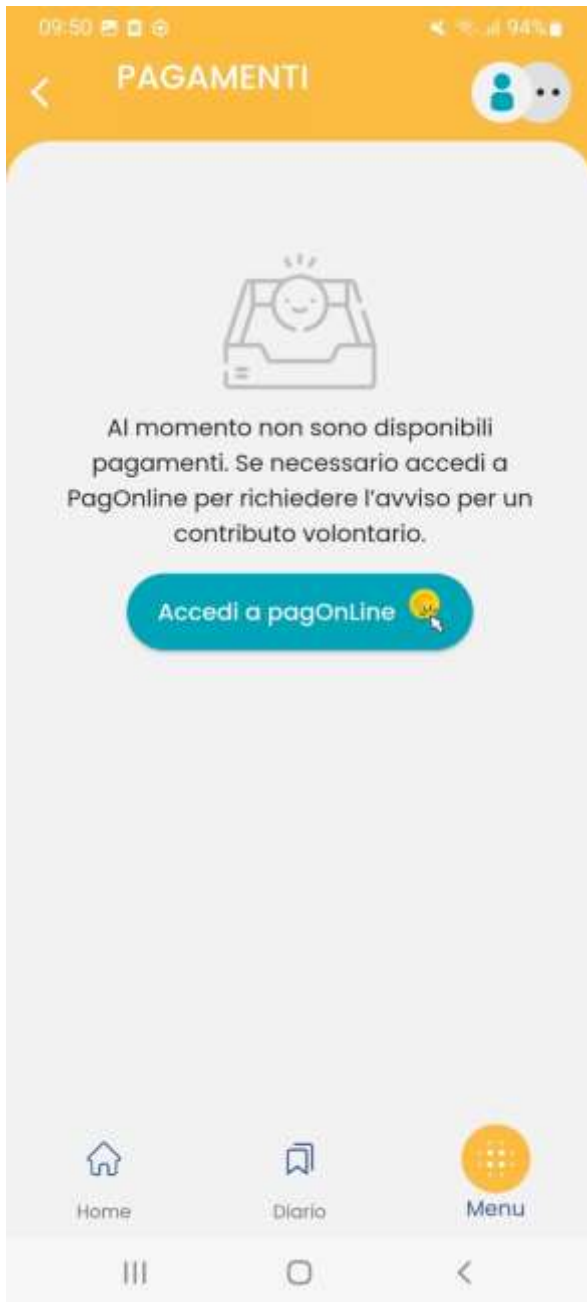 09:50 94%
PAGAMENTI
Al momento non sono disponibili
pagamenti. Se necessario accedi a
PagOnline per richiedere l'avviso per un
contributo volontario.
Accedi a pagOnLine
Home Diario Menu